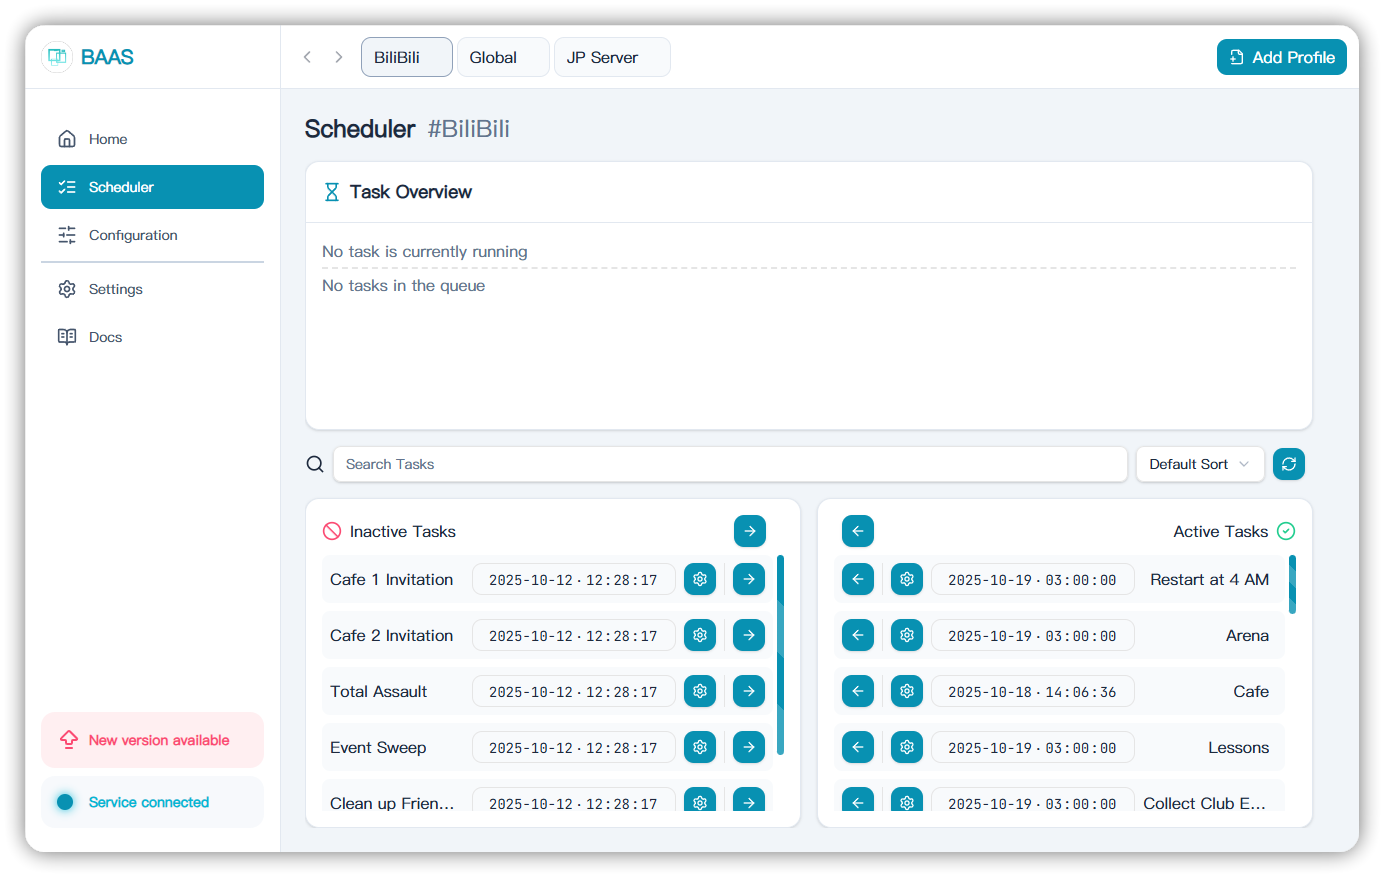 BAAS
BiliBili
Global
JP Server
Add Profile
Home
Scheduler
Configuration
Settings
Docs
New version available
Service connected
Scheduler #BiliBili
Task Overview
No task is currently running
No tasks in the queue
Search Tasks
Default Sort
Inactive Tasks
Cafe 1 Invitation 2025-10-12 · 12:28:17
Cafe 2 Invitation 2025-10-12 · 12:28:17
Total Assault 2025-10-12 · 12:28:17
Event Sweep 2025-10-12 · 12:28:17
Clean up Frien... 2025-10-12 · 12:28:17
Active Tasks
2025-10-19 · 03:00:00 Restart at 4 AM
2025-10-19 · 03:00:00 Arena
2025-10-18 · 14:06:36 Cafe
2025-10-19 · 03:00:00 Lessons
2025-10-19 · 03:00:00 Collect Club E...